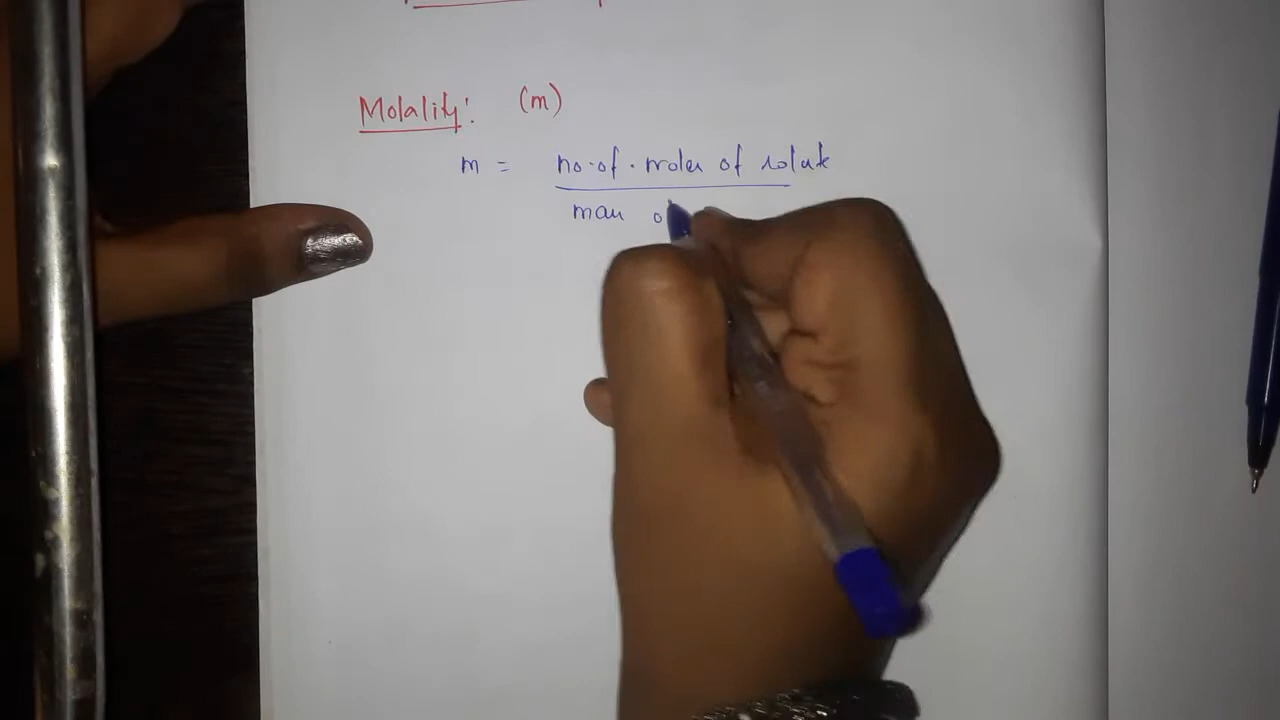 Molality: (m)
m = no. of. moles of solute
mass o